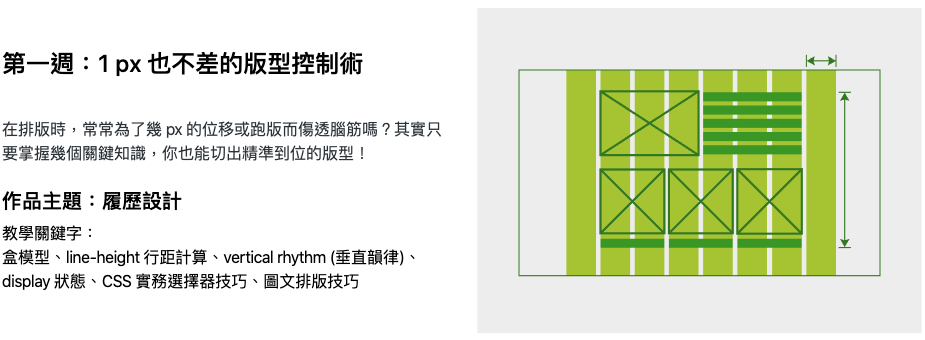 第一週：1 px 也不差的版型控制術
在排版時，常常為了幾 px 的位移或跑版而傷透腦筋嗎？其實只
要掌握幾個關鍵知識，你也能切出精準到位的版型！
作品主題：履歷設計
教學關鍵字：
盒模型、line-height 行距計算、vertical rhythm (垂直韻律)、
display 狀態、CSS 實務選擇器技巧、圖文排版技巧